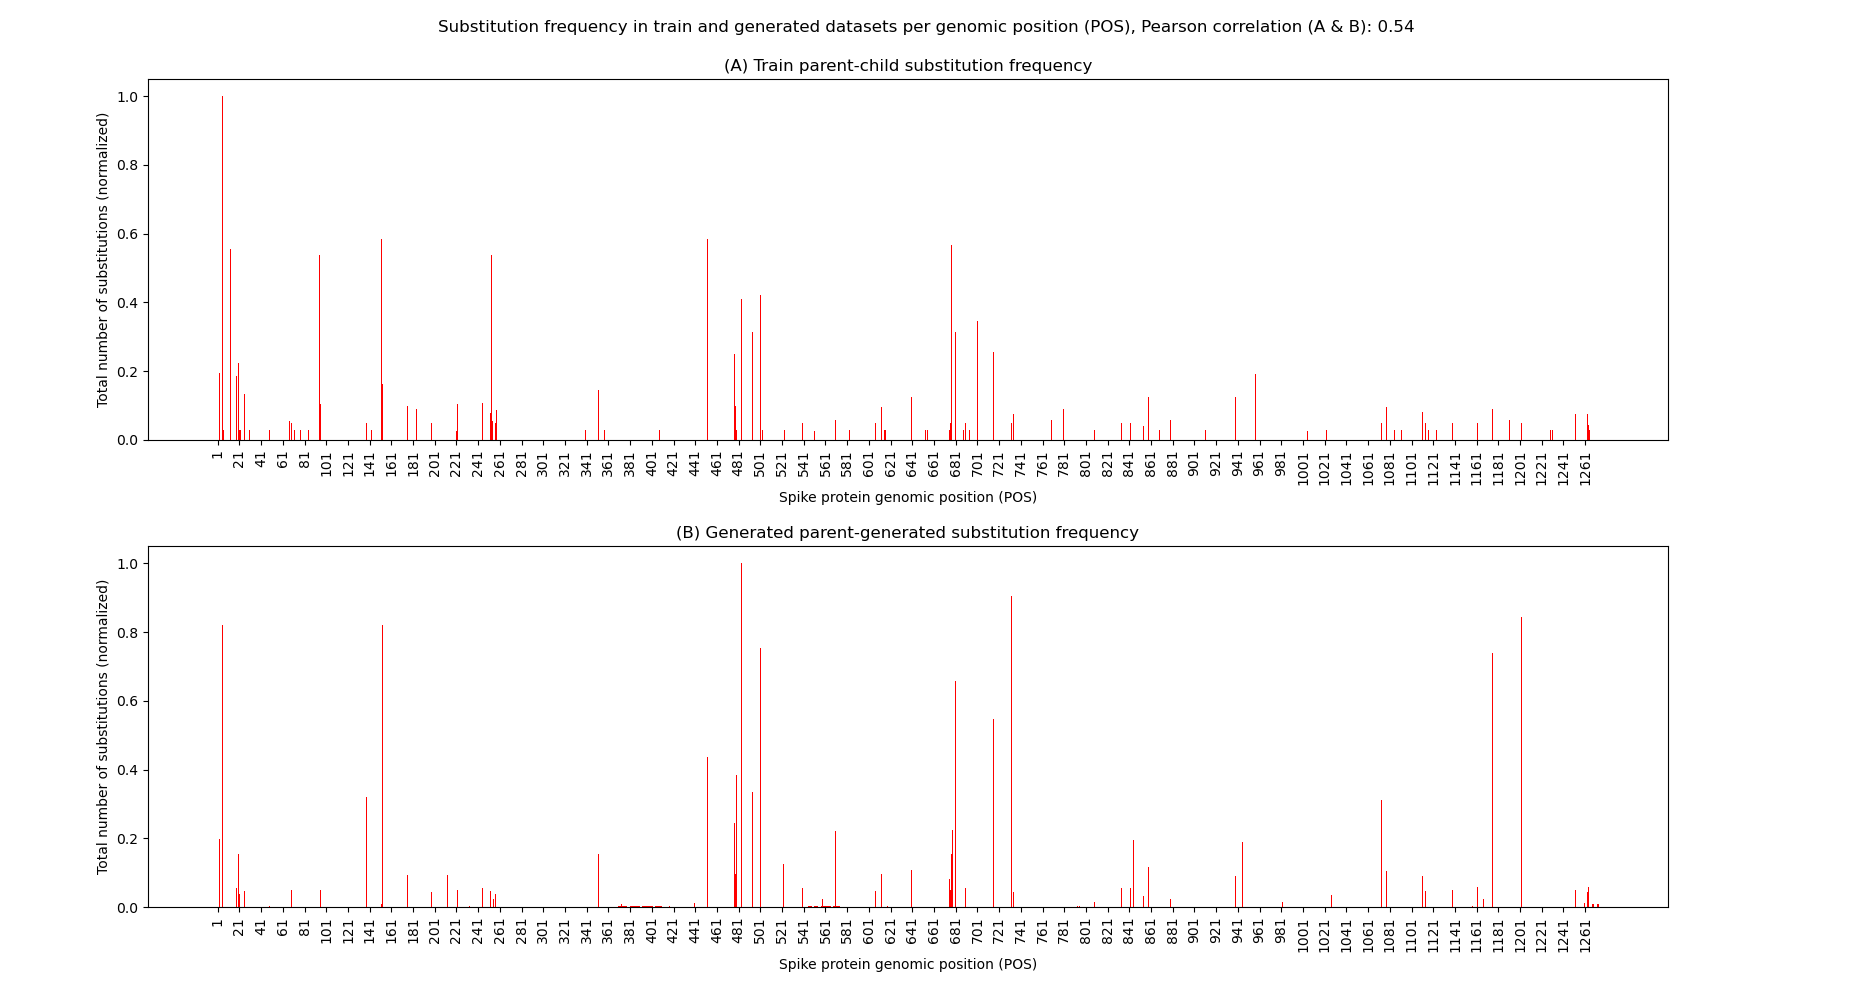 Substitution frequency in train and generated datasets per genomic position (POS), Pearson correlation (A & B): 0.54
(A) Train parent-child substitution frequency
Total number of substitutions (normalized)
1.0
0.8
0.6
0.4
0.2
0.0
1 21 41 61 81 101 121 141 161 181 201 221 241 261 281 301 321 341 361 381 401 421 441 461 481 501 521 541 561 581 601 621 641 661 681 701 721 741 761 781 801 821 841 861 881 901 921 941 961 981 1001 1021 1041 1061 1081 1101 1121 1141 1161 1181 1201 1221 1241 1261
Spike protein genomic position (POS)
(B) Generated parent-generated substitution frequency
Total number of substitutions (normalized)
1.0
0.8
0.6
0.4
0.2
0.0
1 21 41 61 81 101 121 141 161 181 201 221 241 261 281 301 321 341 361 381 401 421 441 461 481 501 521 541 561 581 601 621 641 661 681 701 721 741 761 781 801 821 841 861 881 901 921 941 961 981 1001 1021 1041 1061 1081 1101 1121 1141 1161 1181 1201 1221 1241 1261
Spike protein genomic position (POS)